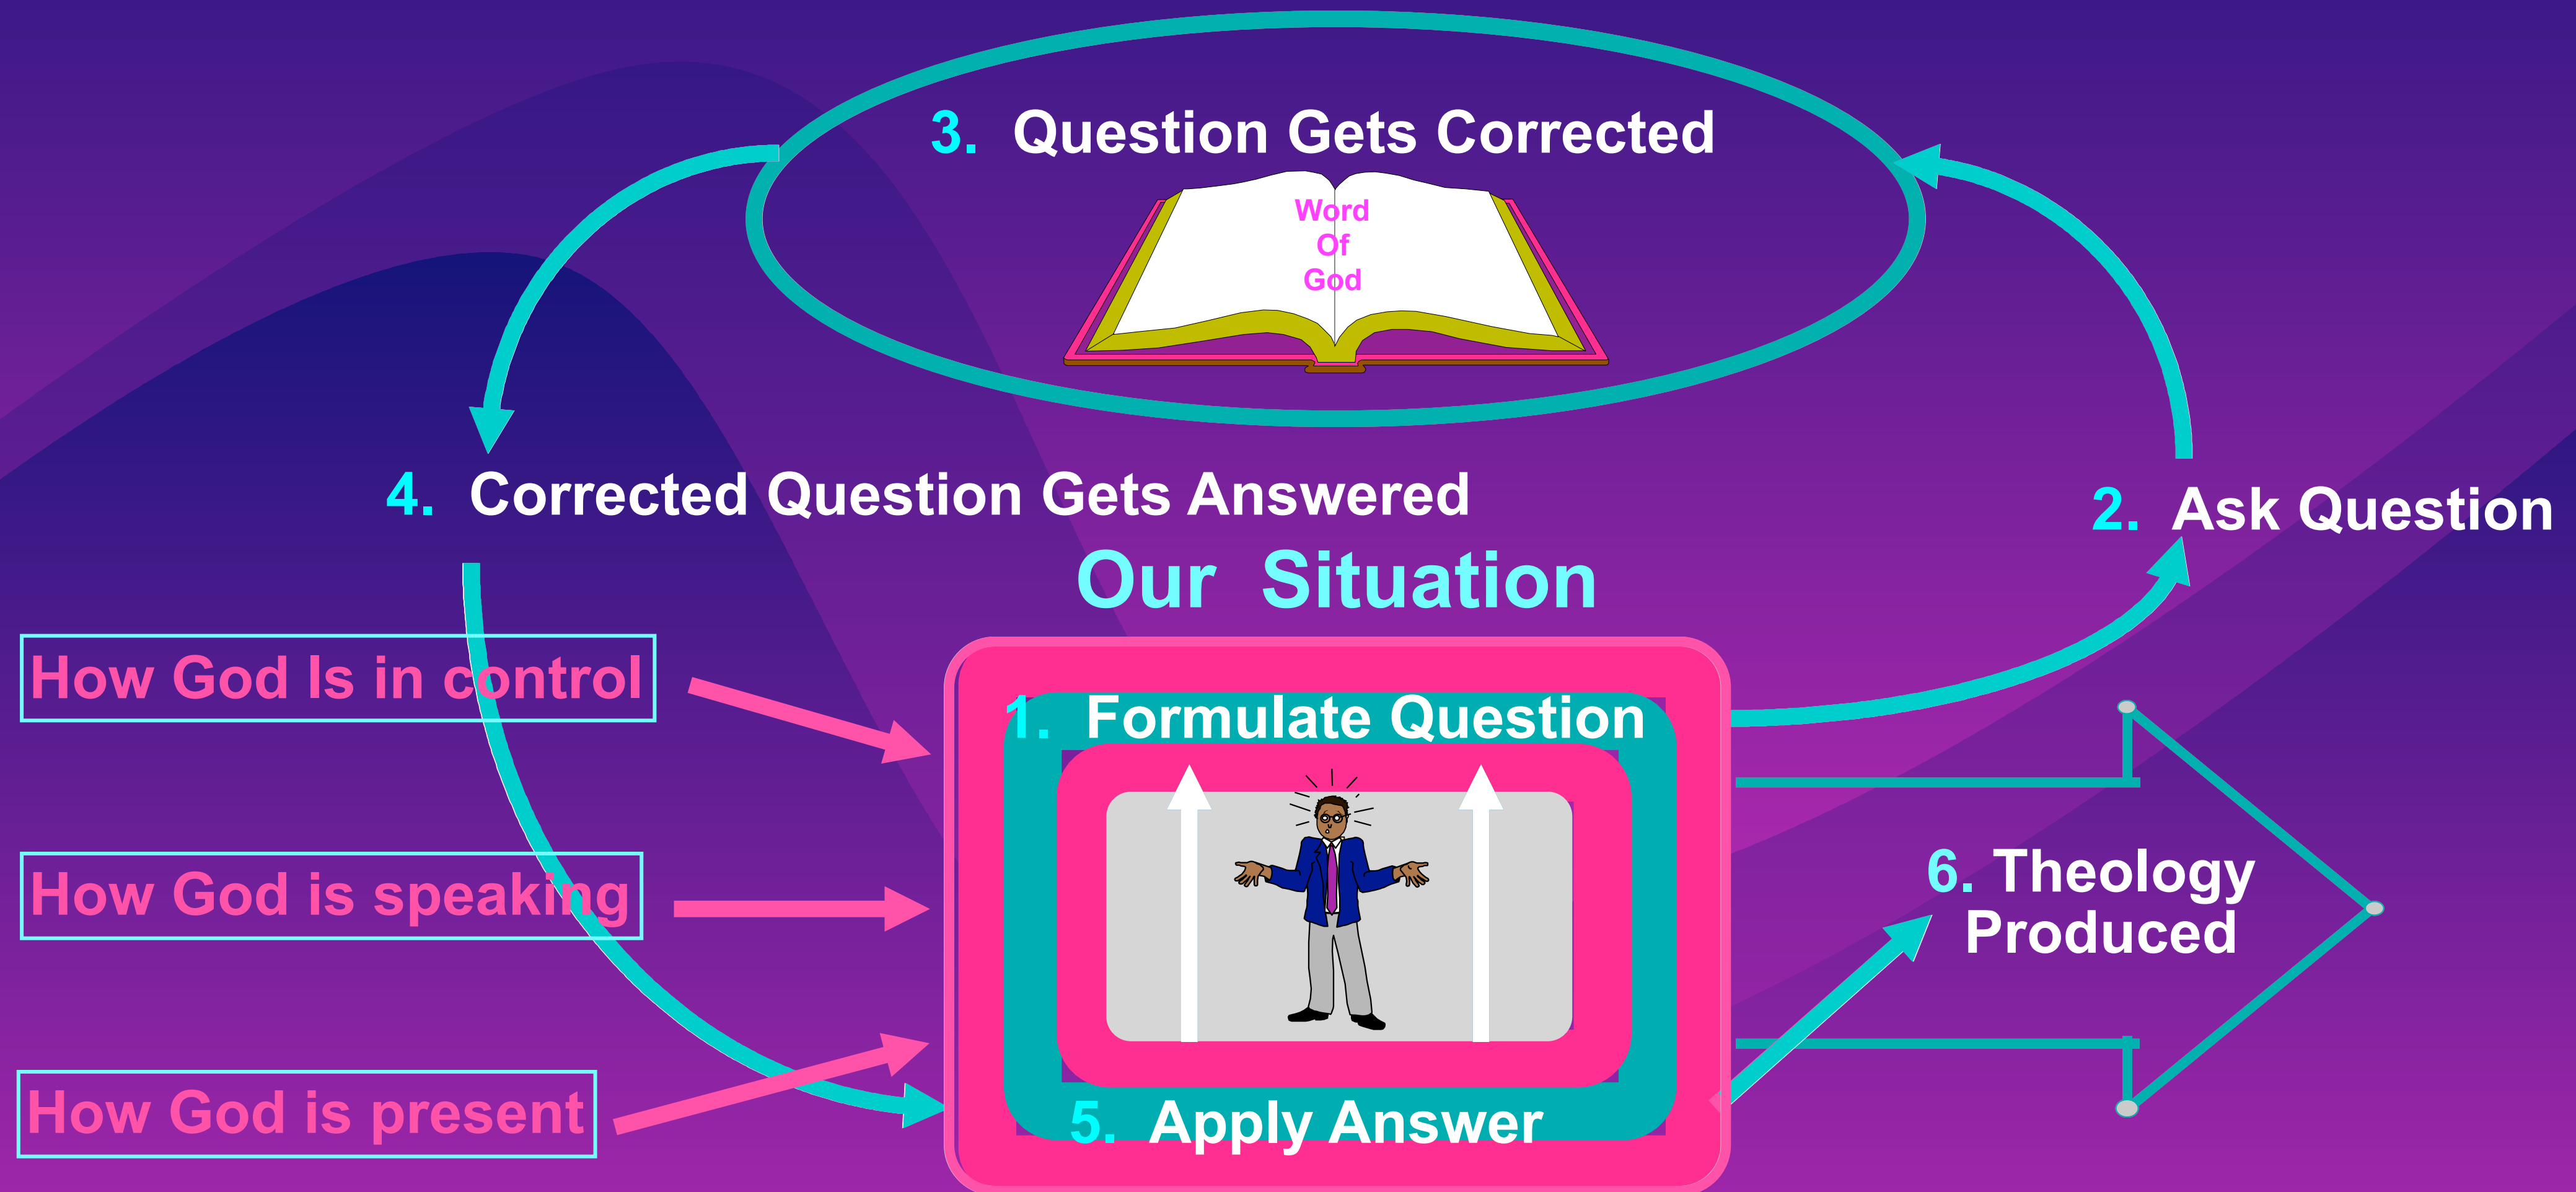 3. Question Gets Corrected
Word
Of
God
4. Corrected Question Gets Answered
2. Ask Question
Our Situation
How God Is in control
1. Formulate Question
How God is speaking
6. Theology
Produced
How God is present
5. Apply Answer